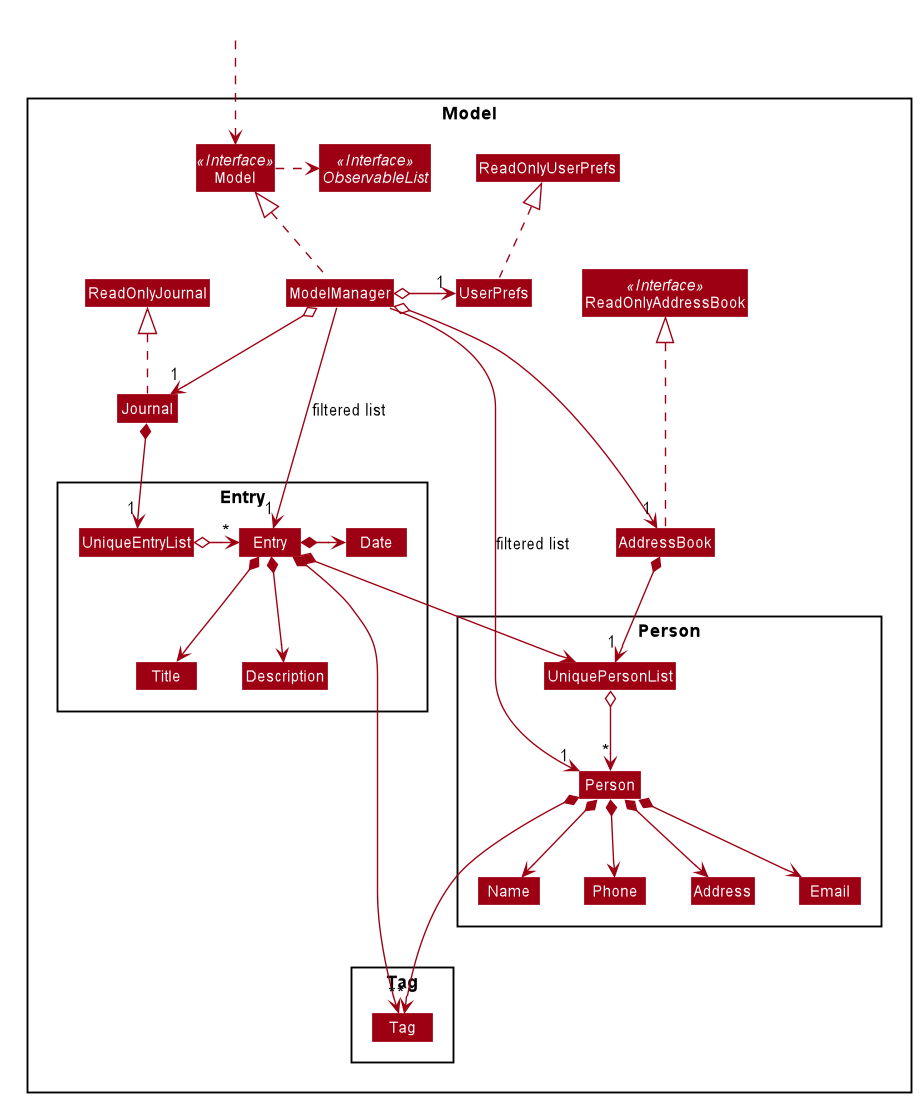 Model
«Interface»
Model
«Interface»
ObservableList
ReadOnlyUserPrefs
ReadOnlyJournal
ModelManager
1
UserPrefs
«Interface»
ReadOnlyAddressBook
1
Journal
filtered list
Entry
1
1
1
UniqueEntryList
*
Entry
Date
filtered list
AddressBook
Person
1
Title
Description
UniquePersonList
1
*
Person
Name
Phone
Address
Email
Tag
*
*
Tag